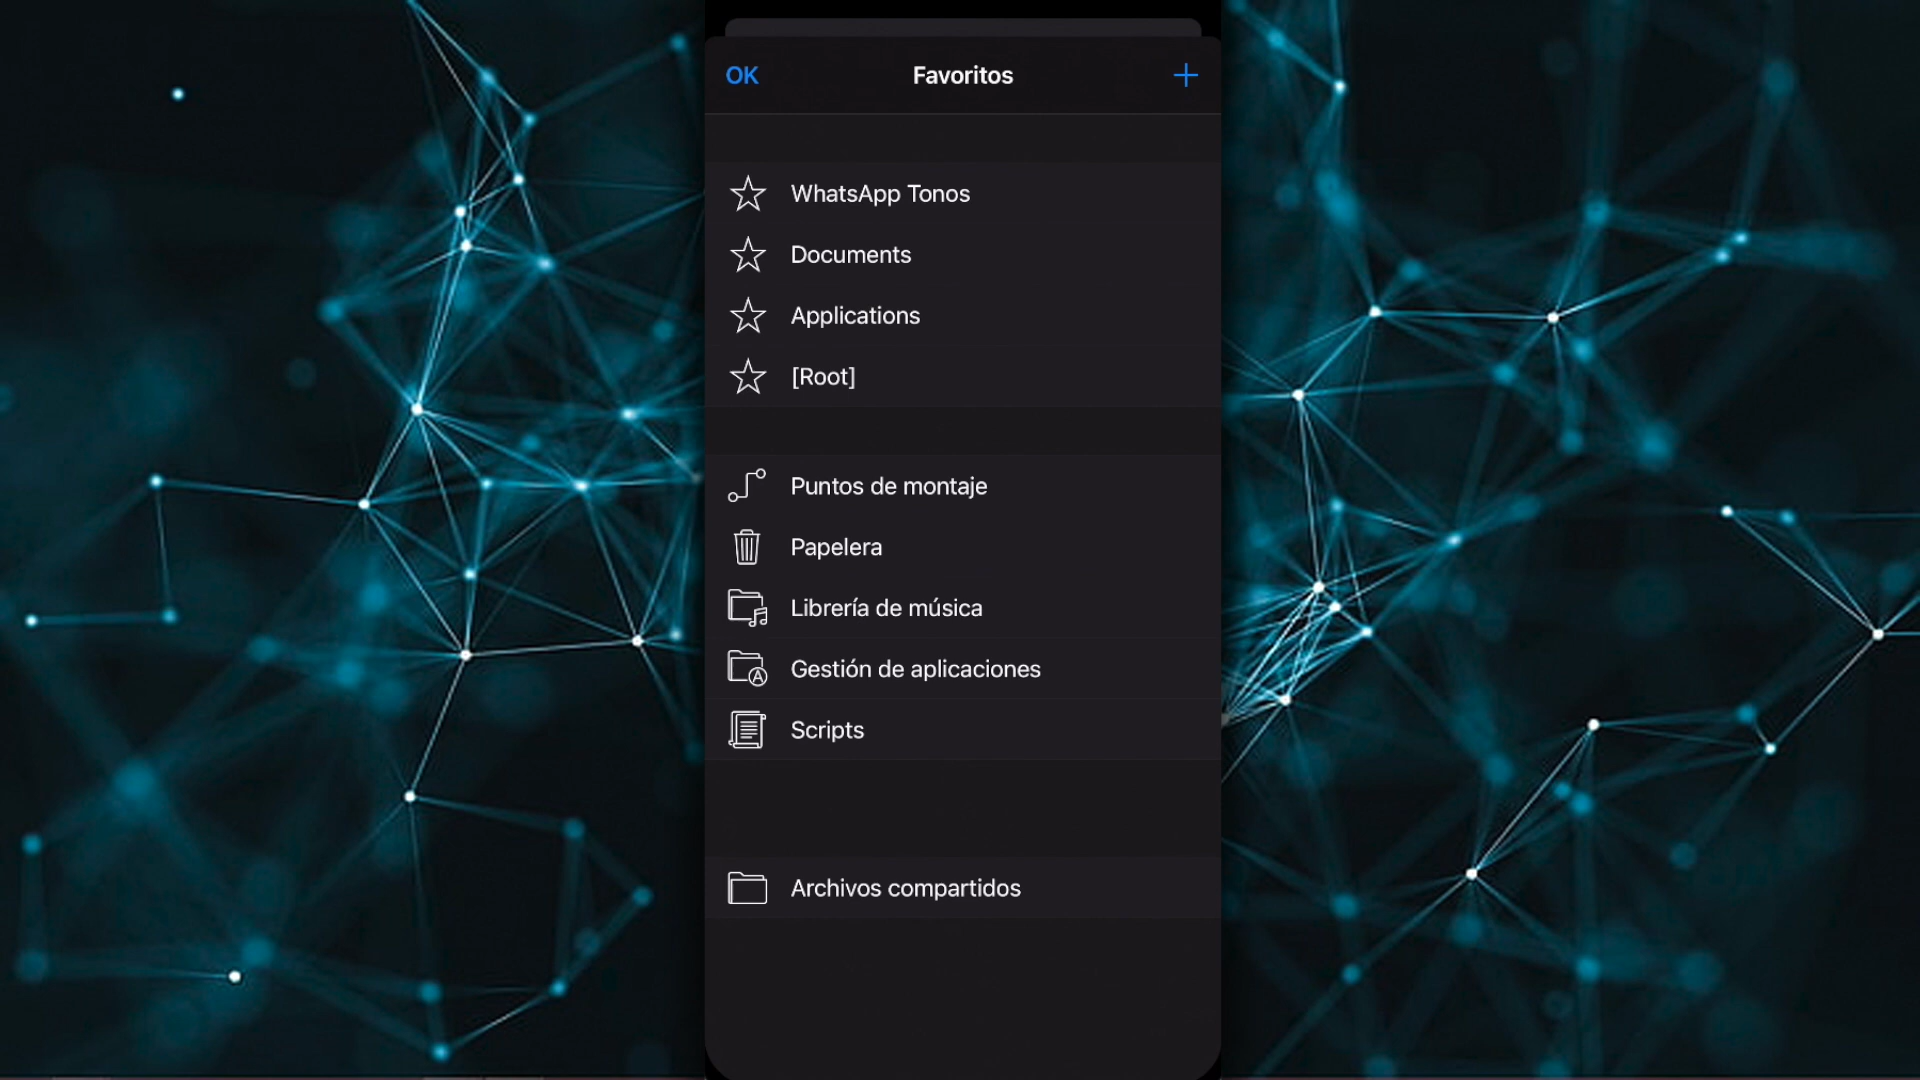 OK
Favoritos
WhatsApp Tonos
Documents
Applications
[Root]
Puntos de montaje
Papelera
Librería de música
Gestión de aplicaciones
Scripts
Archivos compartidos